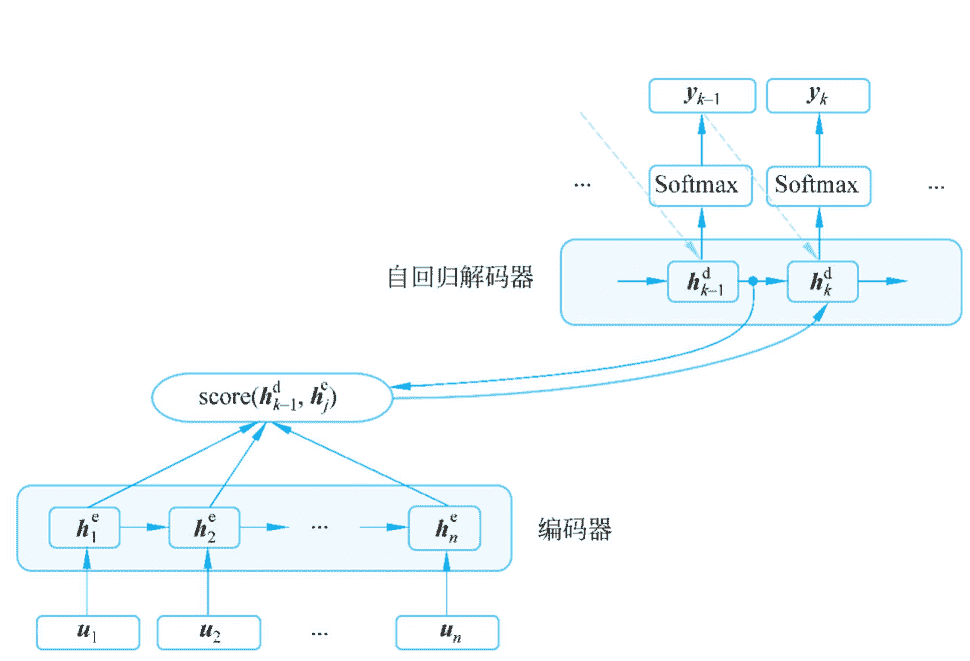 y_{k-1} y_k
... Softmax Softmax ...
自回归解码器 h^d_{k-1} h^d_k
score(h^d_{k-1}, h^e_j)
h^e_1 h^e_2 ... h^e_n 编码器
u_1 u_2 ... u_n